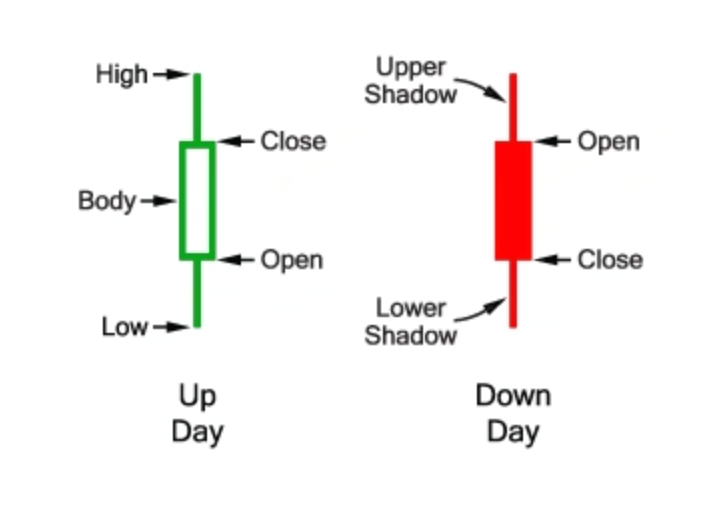 High
Close
Body
Open
Low
Up
Day
Upper
Shadow
Open
Close
Lower
Shadow
Down
Day